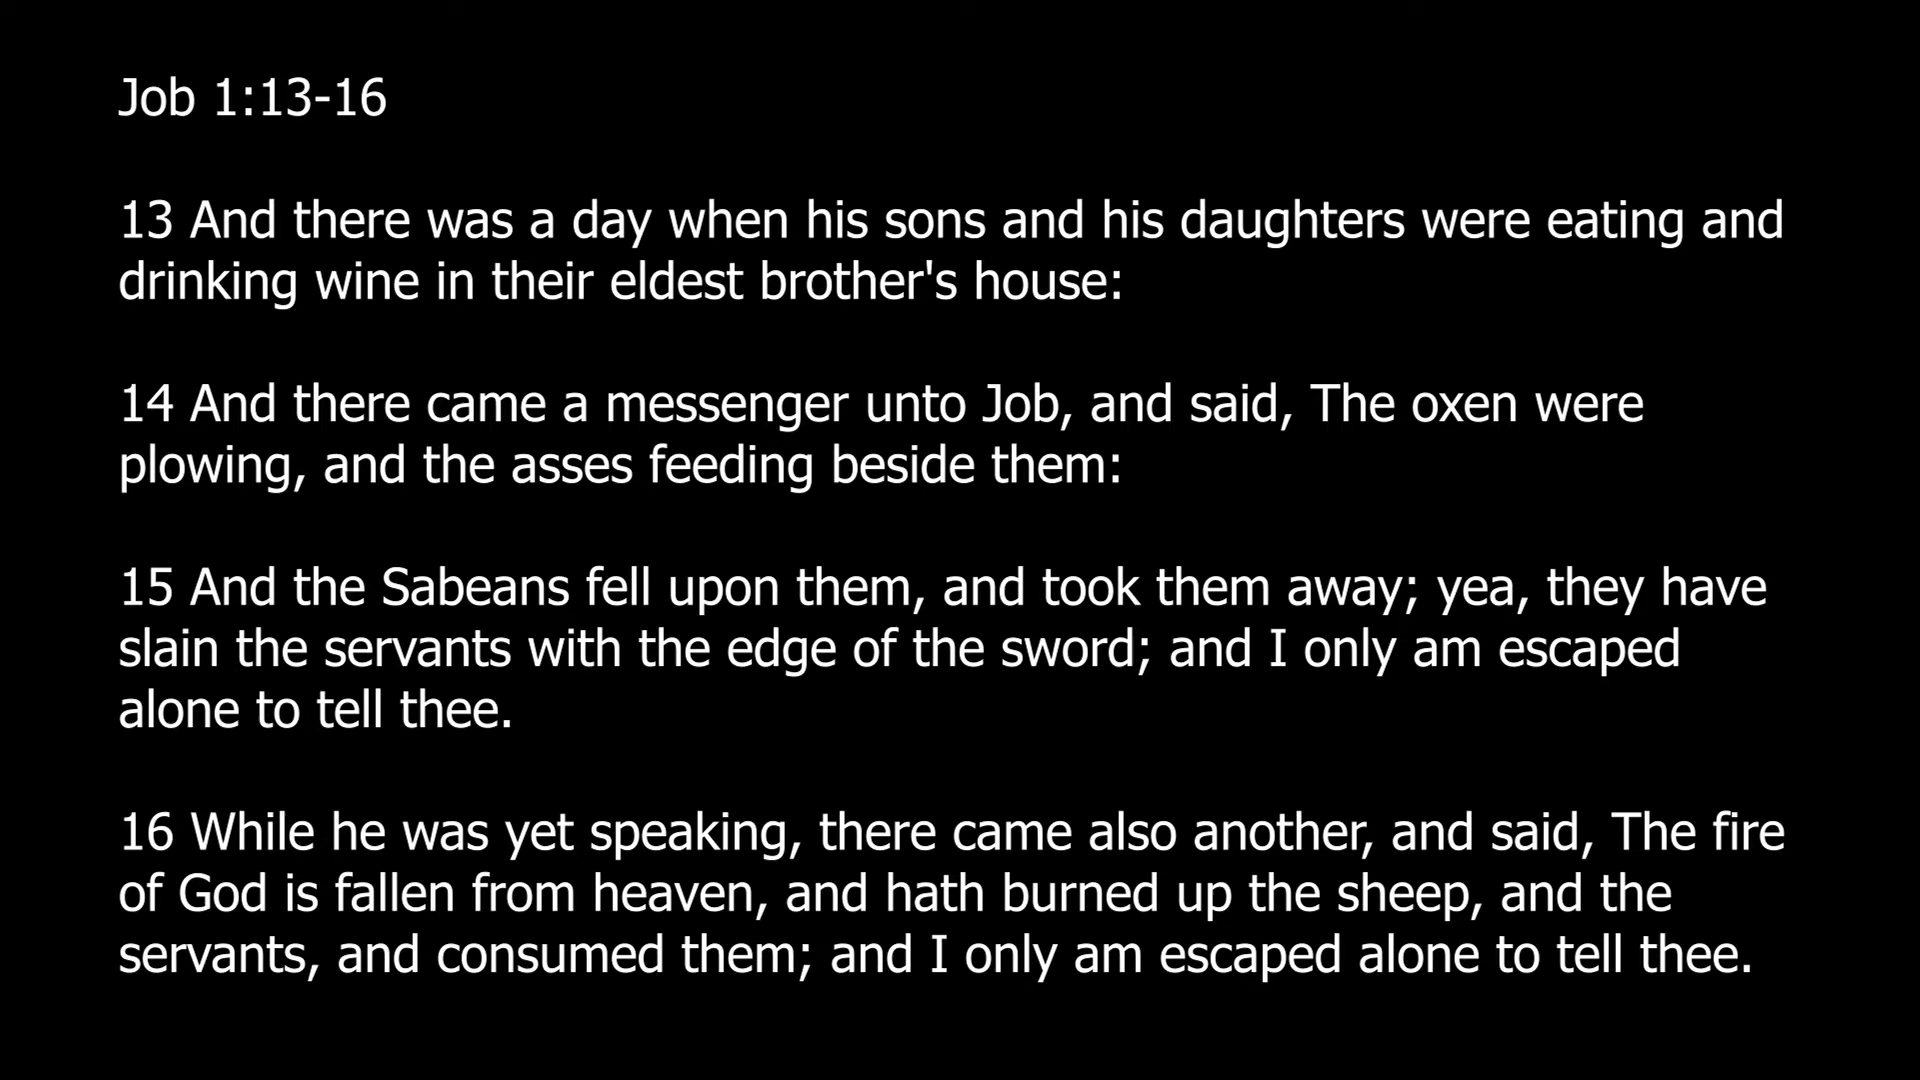 Job 1:13-16
13 And there was a day when his sons and his daughters were eating and
drinking wine in their eldest brother's house:
14 And there came a messenger unto Job, and said, The oxen were
plowing, and the asses feeding beside them:
15 And the Sabeans fell upon them, and took them away; yea, they have
slain the servants with the edge of the sword; and I only am escaped
alone to tell thee.
16 While he was yet speaking, there came also another, and said, The fire
of God is fallen from heaven, and hath burned up the sheep, and the
servants, and consumed them; and I only am escaped alone to tell thee.